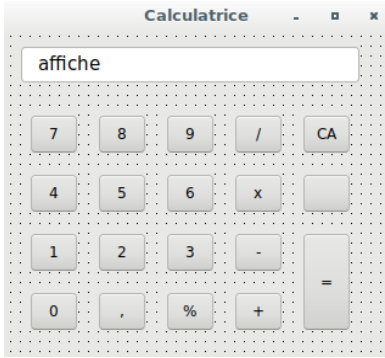 Calculatrice
affiche
7 8 9 / CA
4 5 6 x
1 2 3 -
=
0 , % +